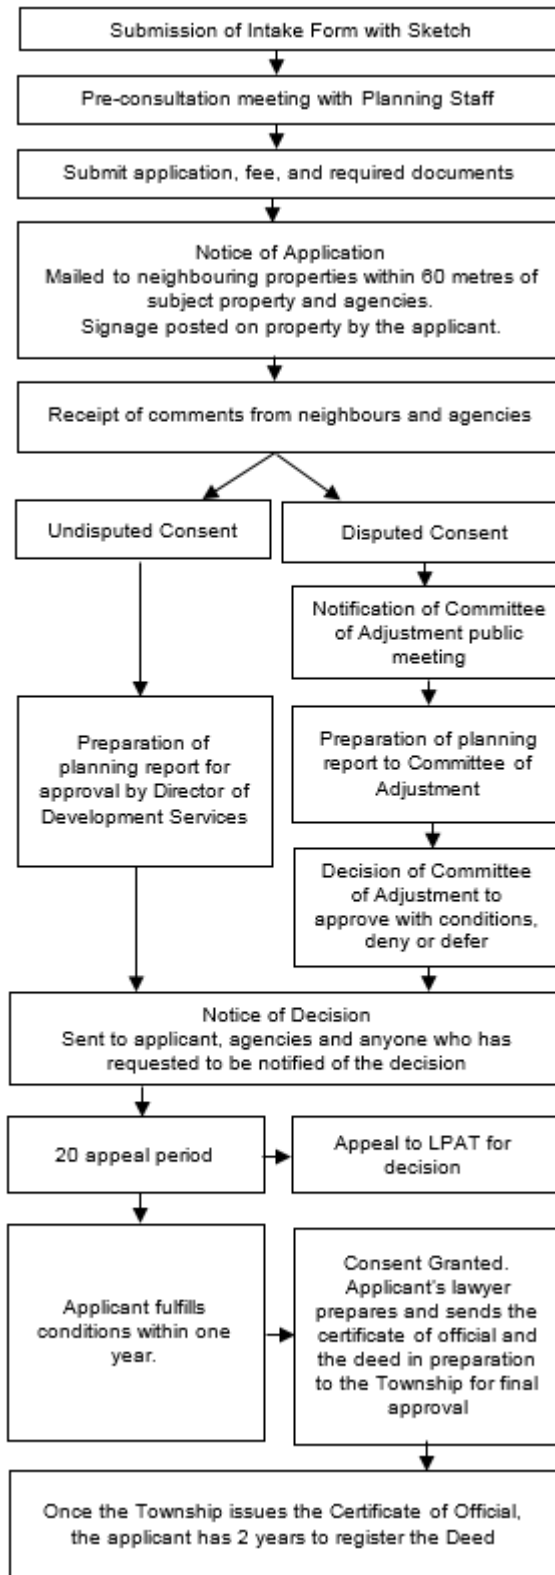 Submission of Intake Form with Sketch
Pre-consultation meeting with Planning Staff
Submit application, fee, and required documents
Notice of Application
Mailed to neighbouring properties within 60 metres of
subject property and agencies.
Signage posted on property by the applicant.
Receipt of comments from neighbours and agencies
Undisputed Consent
Disputed Consent
Notification of Committee
of Adjustment public
meeting
Preparation of
planning report for
approval by Director of
Development Services
Preparation of planning
report to Committee of
Adjustment
Decision of Committee
of Adjustment to
approve with conditions,
deny or defer
Notice of Decision
Sent to applicant, agencies and anyone who has
requested to be notified of the decision
20 appeal period
Appeal to LPAT for
decision
Applicant fulfills
conditions within one
year.
Consent Granted.
Applicant's lawyer
prepares and sends the
certificate of official and
the deed in preparation
to the Township for final
approval
Once the Township issues the Certificate of Official,
the applicant has 2 years to register the Deed